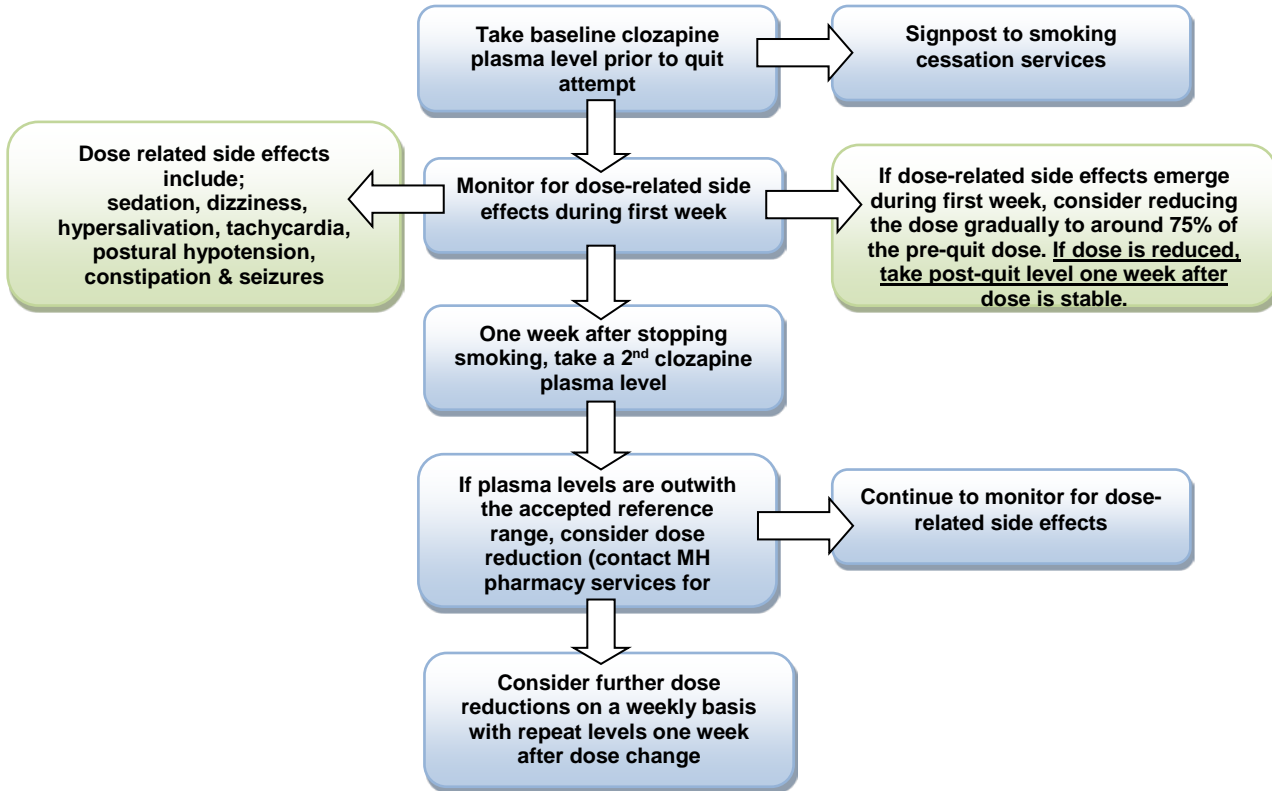 Take baseline clozapine
plasma level prior to quit
attempt
Signpost to smoking
cessation services
Dose related side effects
include;
sedation, dizziness,
hypersalivation, tachycardia,
postural hypotension,
constipation & seizures
Monitor for dose-related side
effects during first week
If dose-related side effects emerge
during first week, consider reducing
the dose gradually to around 75% of
the pre-quit dose. If dose is reduced,
take post-quit level one week after
dose is stable.
One week after stopping
smoking, take a 2nd clozapine
plasma level
If plasma levels are outwith
the accepted reference
range, consider dose
reduction (contact MH
pharmacy services for
Continue to monitor for dose-
related side effects
Consider further dose
reductions on a weekly basis
with repeat levels one week
after dose change